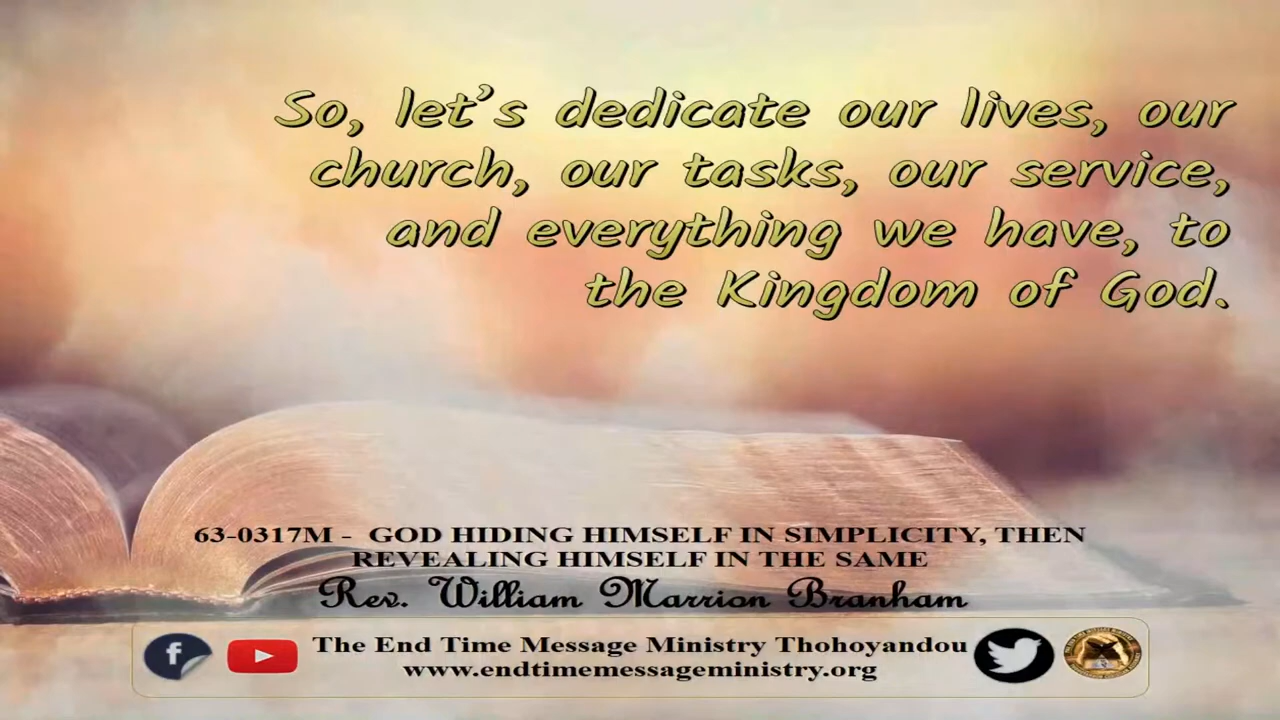 So, let's dedicate our lives, our
church, our tasks, our service,
and everything we have, to
the Kingdom of God.
63-0317M - GOD HIDING HIMSELF IN SIMPLICITY, THEN
REVEALING HIMSELF IN THE SAME
Rev. William Marrion Branham
The End Time Message Ministry Thohoyandou
www.endtimemessageministry.org